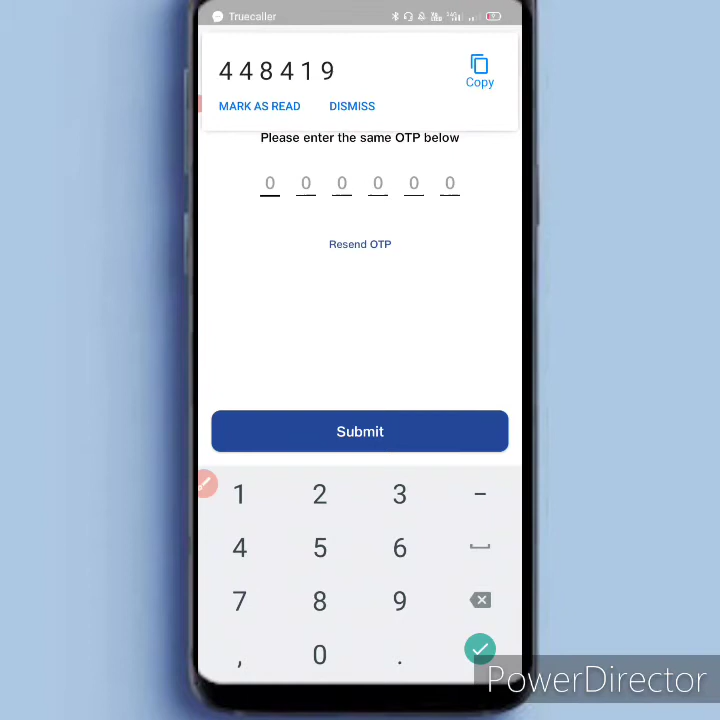 Truecaller
448419
Copy
MARK AS READ DISMISS
Please enter the same OTP below
0 0 0 0 0 0
Resend OTP
Submit
1 2 3 -
4 5 6
7 8 9
, 0 .
PowerDirector